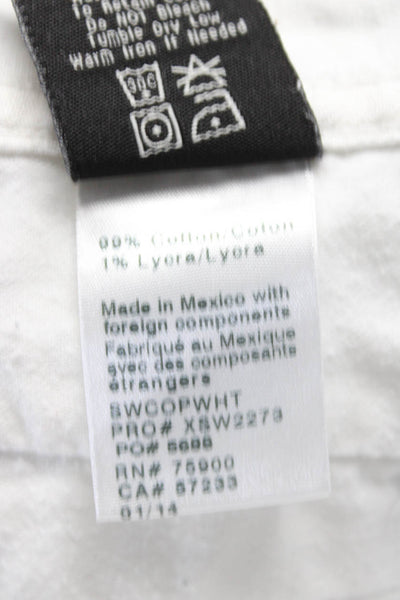 To Retain
Do Not Bleach
Tumble Dry Low
Warm Iron If Needed
99% Cotton/Coton
1% Lycra/Lycra
Made in Mexico with
foreign components
Fabriqué au Mexique
avec des composants
étrangers
SWCOPWHT
PRO# XSW2273
PO# 5698
RN# 75900
CA# 57233
01/14